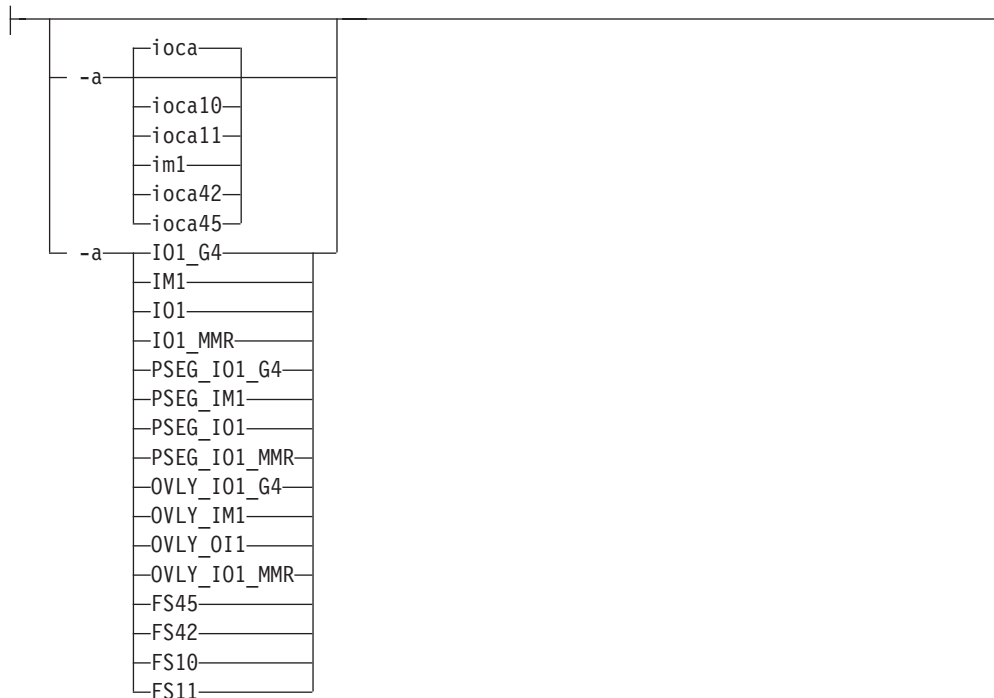 ioca
-a
ioca10
ioca11
im1
ioca42
ioca45
-a IO1_G4
IM1
IO1
IO1_MMR
PSEG_IO1_G4
PSEG_IM1
PSEG_IO1
PSEG_IO1_MMR
OVLY_IO1_G4
OVLY_IM1
OVLY_OI1
OVLY_IO1_MMR
FS45
FS42
FS10
FS11